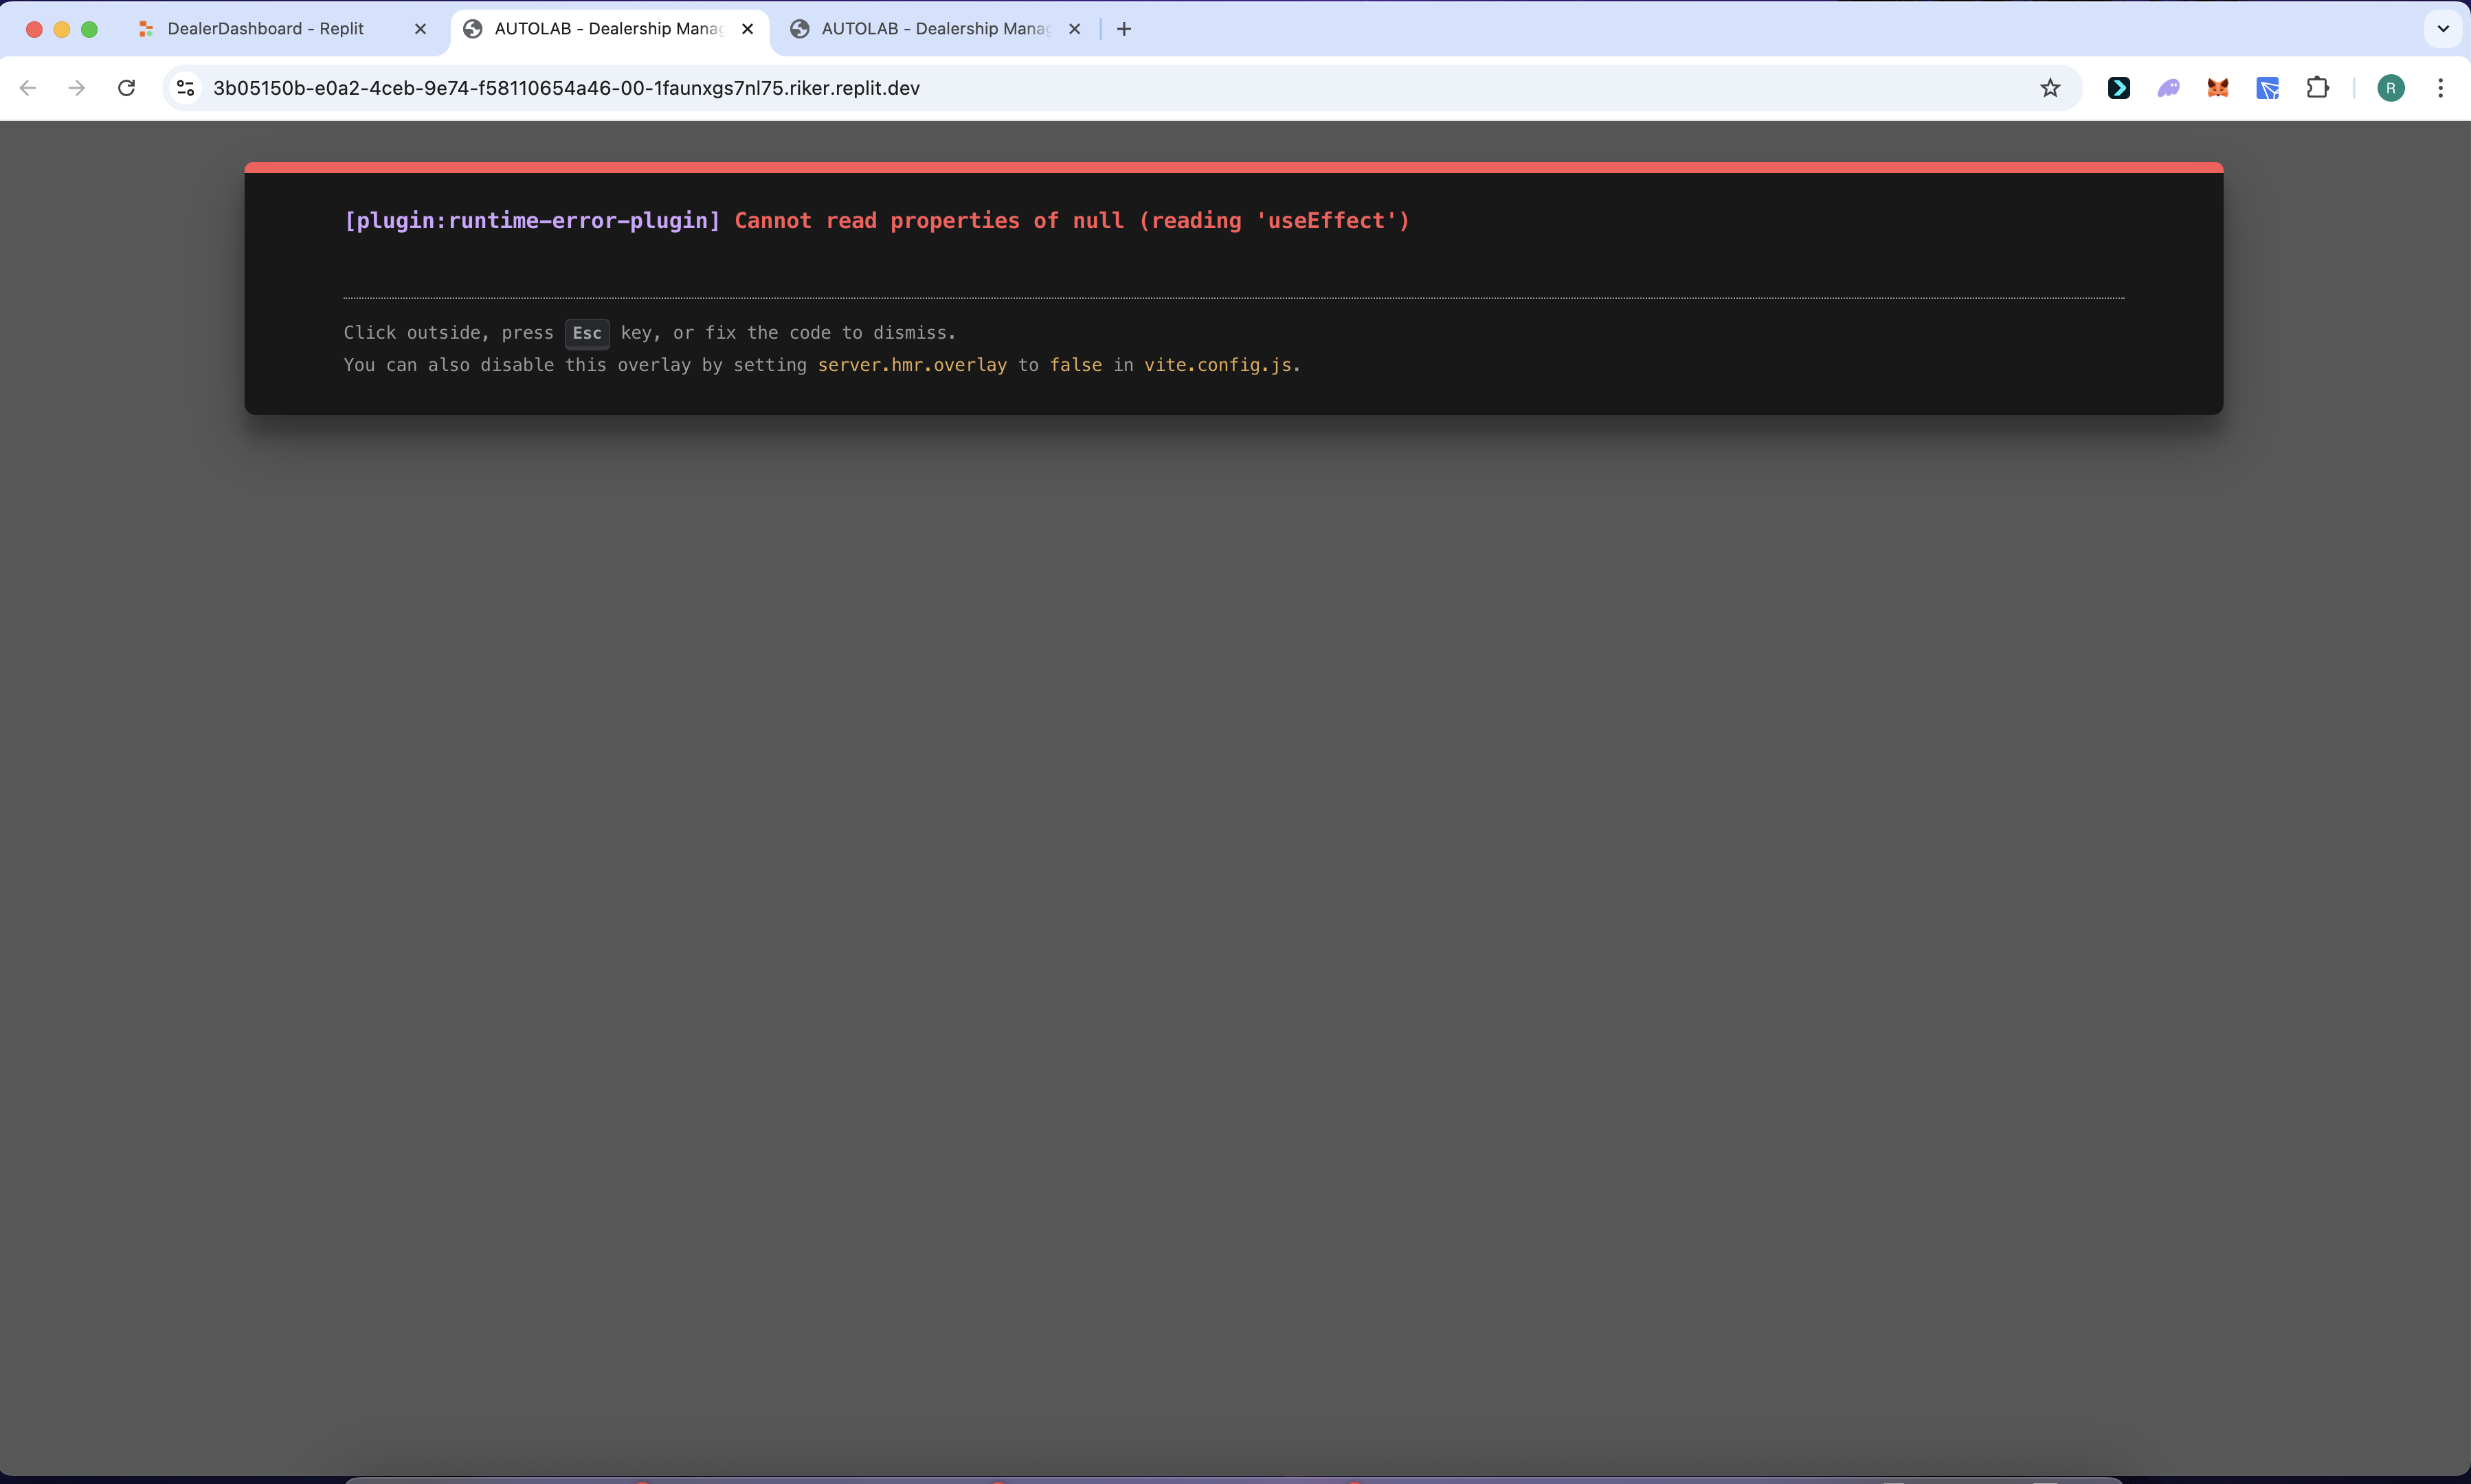 DealerDashboard - Replit
AUTOLAB - Dealership Manag
AUTOLAB - Dealership Manag
3b05150b-e0a2-4ceb-9e74-f58110654a46-00-1faunxgs7nl75.riker.replit.dev
R
[plugin:runtime-error-plugin] Cannot read properties of null (reading 'useEffect')
Click outside, press Esc key, or fix the code to dismiss.
You can also disable this overlay by setting server.hmr.overlay to false in vite.config.js.